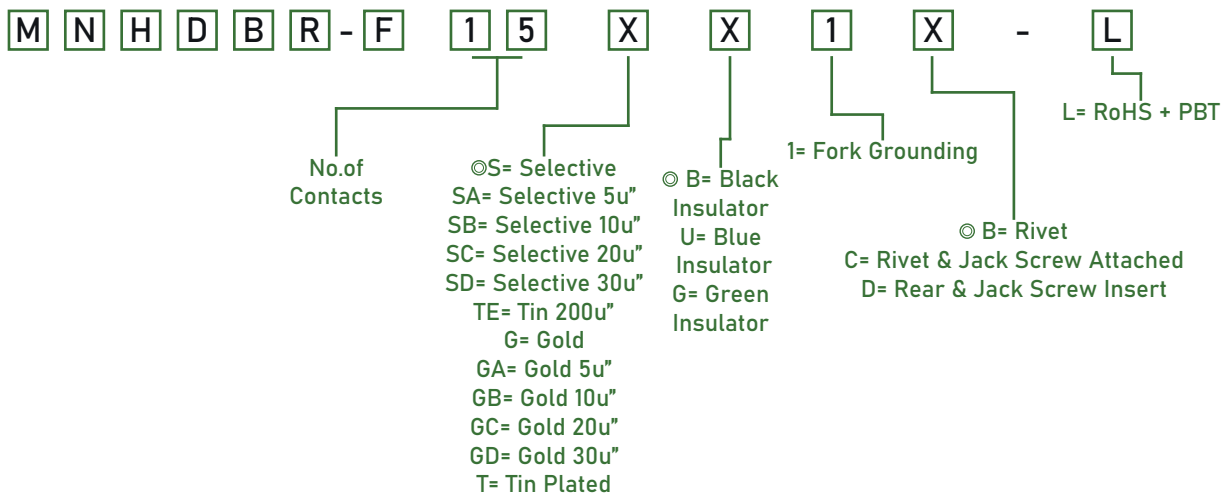 MNHDBR-F 15 X X 1 X - L
L= RoHS + PBT
1= Fork Grounding
No.of
Contacts
◎S= Selective
SA= Selective 5u”
SB= Selective 10u”
SC= Selective 20u”
SD= Selective 30u”
TE= Tin 200u”
G= Gold
GA= Gold 5u”
GB= Gold 10u”
GC= Gold 20u”
GD= Gold 30u”
T= Tin Plated
◎ B= Black
Insulator
U= Blue
Insulator
G= Green
Insulator
◎ B= Rivet
C= Rivet & Jack Screw Attached
D= Rear & Jack Screw Insert